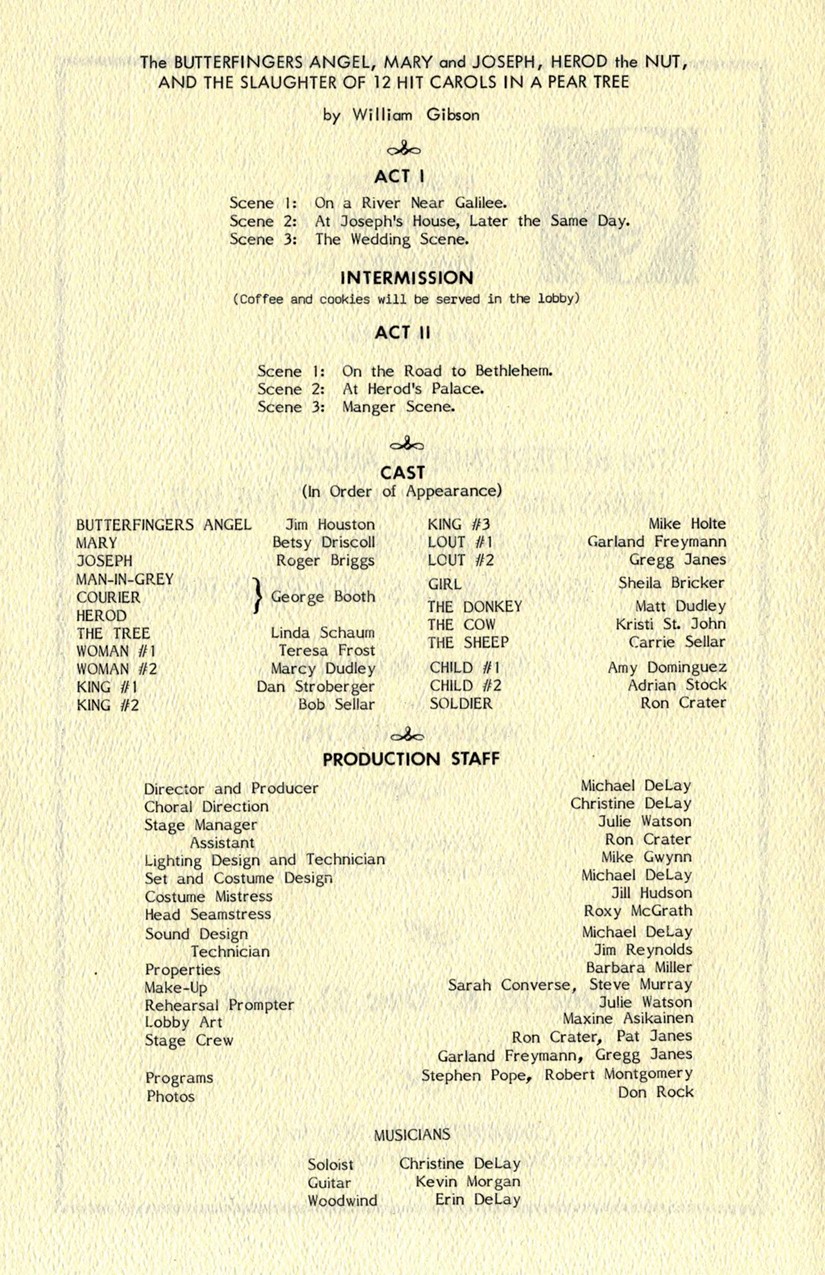 The BUTTERFINGERS ANGEL, MARY and JOSEPH, HEROD the NUT,
AND THE SLAUGHTER OF 12 HIT CAROLS IN A PEAR TREE
by William Gibson
ACT I
Scene 1: On a River Near Galilee.
Scene 2: At Joseph's House, Later the Same Day.
Scene 3: The Wedding Scene.
INTERMISSION
(Coffee and cookies will be served in the lobby)
ACT II
Scene 1: On the Road to Bethlehem.
Scene 2: At Herod's Palace.
Scene 3: Manger Scene.
CAST
(In Order of Appearance)
BUTTERFINGERS ANGEL Jim Houston
MARY Betsy Driscoll
JOSEPH Roger Briggs
MAN-IN-GREY
COURIER } George Booth
HEROD
THE TREE Linda Schaum
WOMAN #1 Teresa Frost
WOMAN #2 Marcy Dudley
KING #1 Dan Stroberger
KING #2 Bob Sellar
KING #3 Mike Holte
LOUT #1 Garland Freymann
LOUT #2 Gregg Janes
GIRL Sheila Bricker
THE DONKEY Matt Dudley
THE COW Kristi St. John
THE SHEEP Carrie Sellar
CHILD #1 Amy Dominguez
CHILD #2 Adrian Stock
SOLDIER Ron Crater
PRODUCTION STAFF
Director and Producer Michael DeLay
Choral Direction Christine DeLay
Stage Manager Julie Watson
Assistant Ron Crater
Lighting Design and Technician Mike Gwynn
Set and Costume Design Michael DeLay
Costume Mistress Jill Hudson
Head Seamstress Roxy McGrath
Sound Design Michael DeLay
Technician Jim Reynolds
Properties Barbara Miller
Make-Up Sarah Converse, Steve Murray
Rehearsal Prompter Julie Watson
Lobby Art Maxine Asikainen
Stage Crew Ron Crater, Pat Janes
Garland Freymann, Gregg Janes
Programs Stephen Pope, Robert Montgomery
Photos Don Rock
MUSICIANS
Soloist Christine DeLay
Guitar Kevin Morgan
Woodwind Erin DeLay